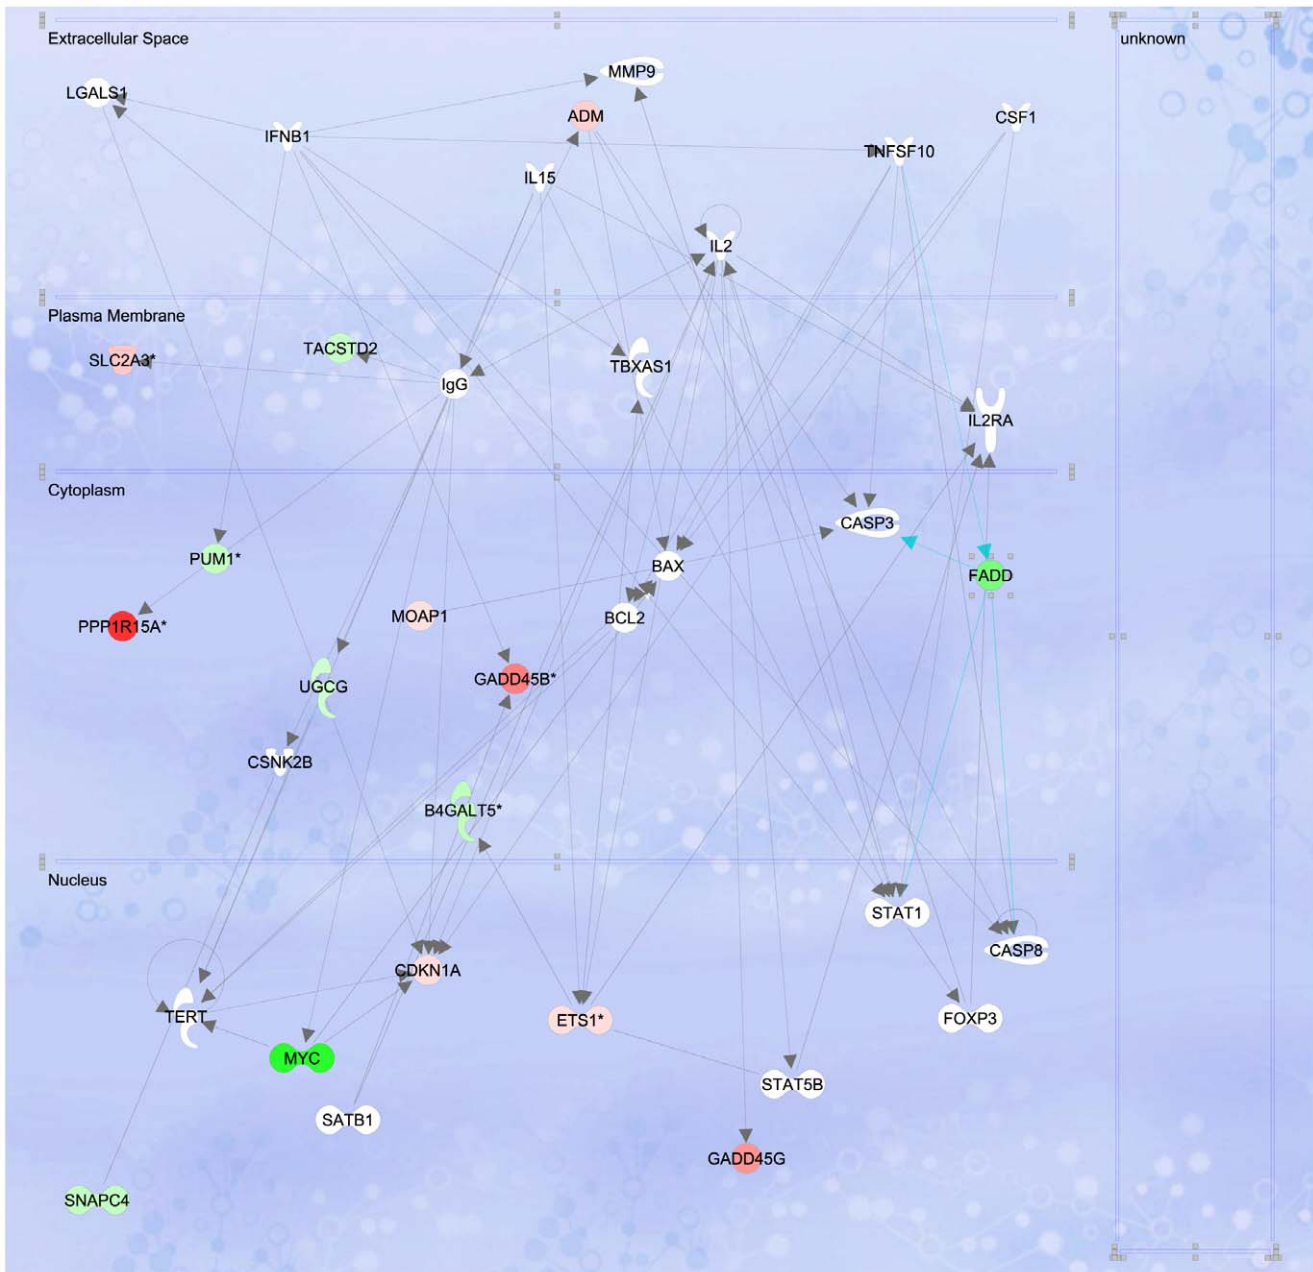 Extracellular Space
unknown
MMP9
LGALS1
ADM
CSF1
IFNB1
TNFSF10
IL15
IL2
Plasma Membrane
TACSTD2
SLC2A3*
TBXAS1
IgG
IL2RA
Cytoplasm
CASP3
PUM1*
BAX
FADD
MOAP1
BCL2
PPP1R15A*
GADD45B*
UGCG
CSNK2B
B4GALT5*
Nucleus
STAT1
CASP8
CDKN1A
TERT
ETS1*
FOXP3
MYC
STAT5B
SATB1
GADD45G
SNAPC4